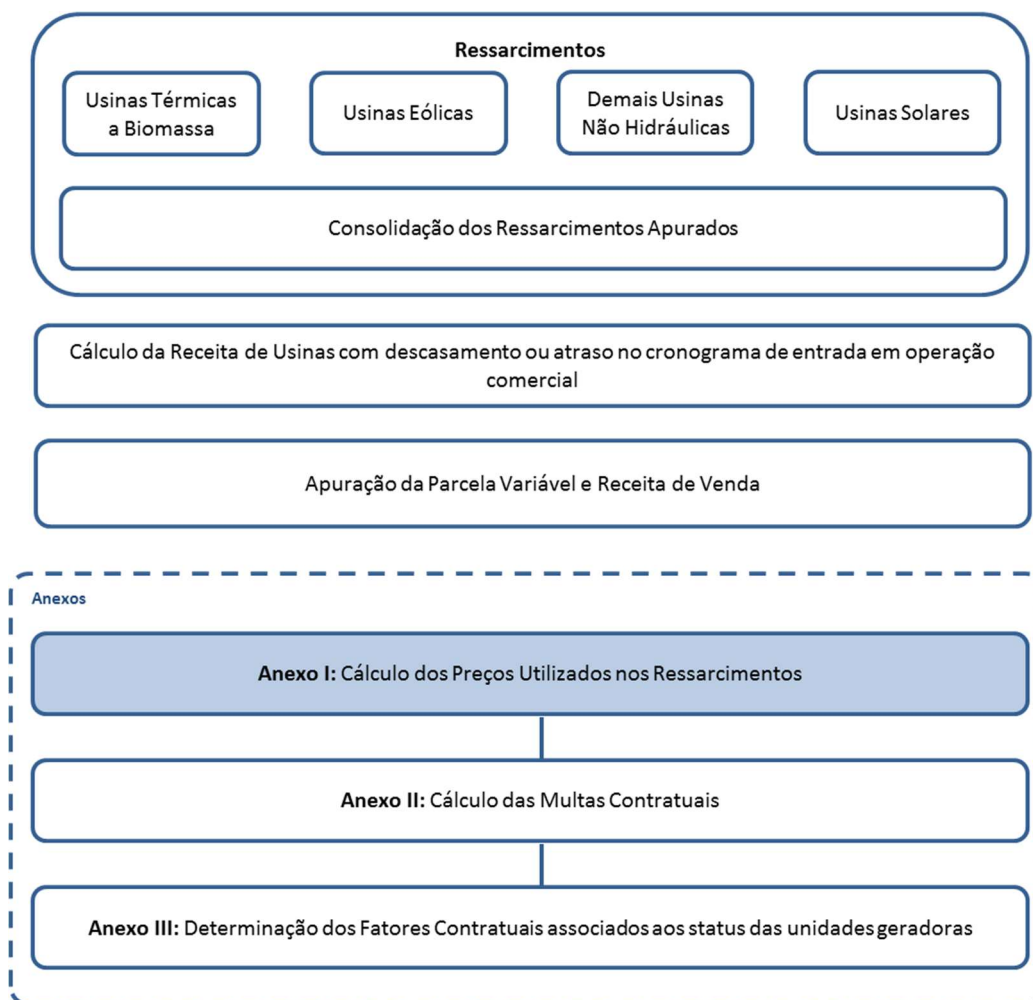 Ressarcimentos
Usinas Térmicas
a Biomassa
Usinas Eólicas
Demais Usinas
Não Hidráulicas
Usinas Solares
Consolidação dos Ressarcimentos Apurados
Cálculo da Receita de Usinas com descasamento ou atraso no cronograma de entrada em operação
comercial
Apuração da Parcela Variável e Receita de Venda
Anexos
Anexo I: Cálculo dos Preços Utilizados nos Ressarcimentos
Anexo II: Cálculo das Multas Contratuais
Anexo III: Determinação dos Fatores Contratuais associados aos status das unidades geradoras